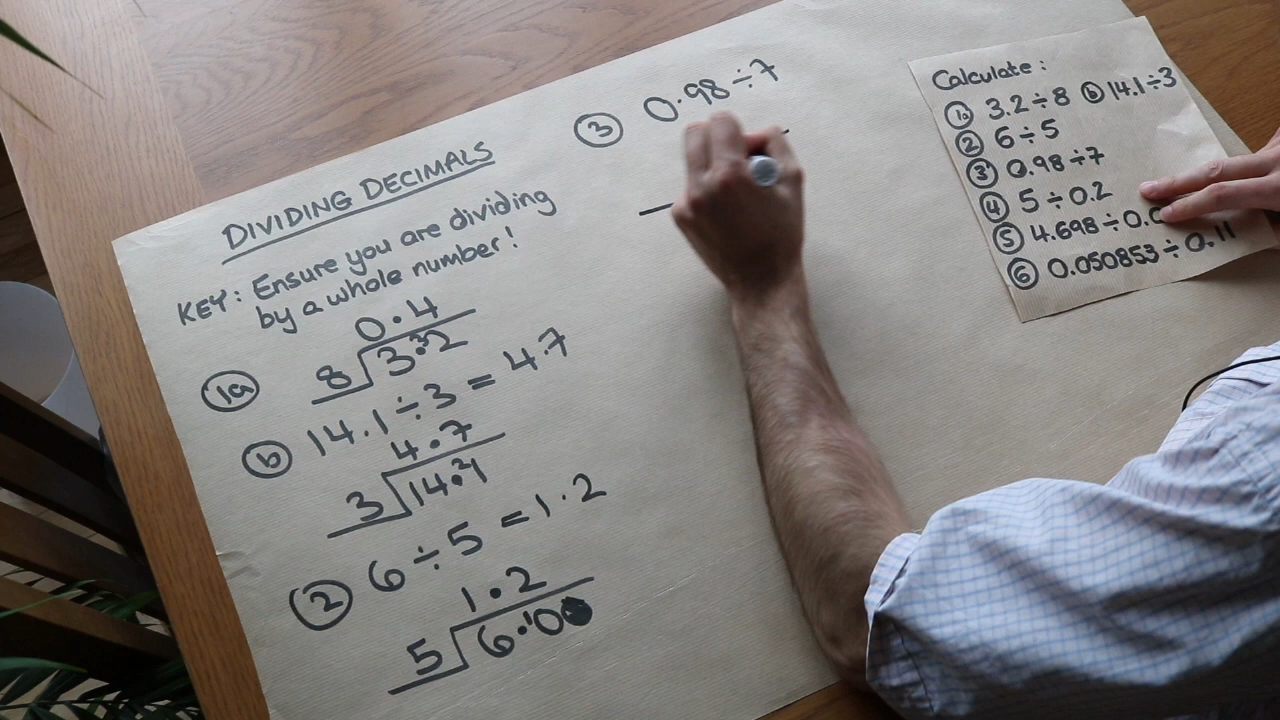 DIVIDING DECIMALS
KEY: Ensure you are dividing
by a whole number!
1a
0.4
8 3.32
b 14.1÷3 = 4.7
4.7
3 14.21
2 6÷5 = 1.2
1.2
5 6.10
3 0.98÷7
Calculate:
1a 3.2÷8 b 14.1÷3
2 6÷5
3 0.98÷7
4 5÷0.2
5 4.698÷0.
6 0.050853÷0.11